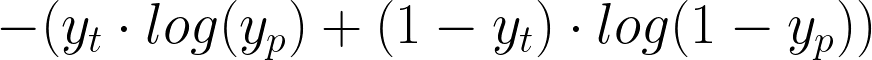 −(y_t · log(y_p) + (1 − y_t) · log(1 − y_p))